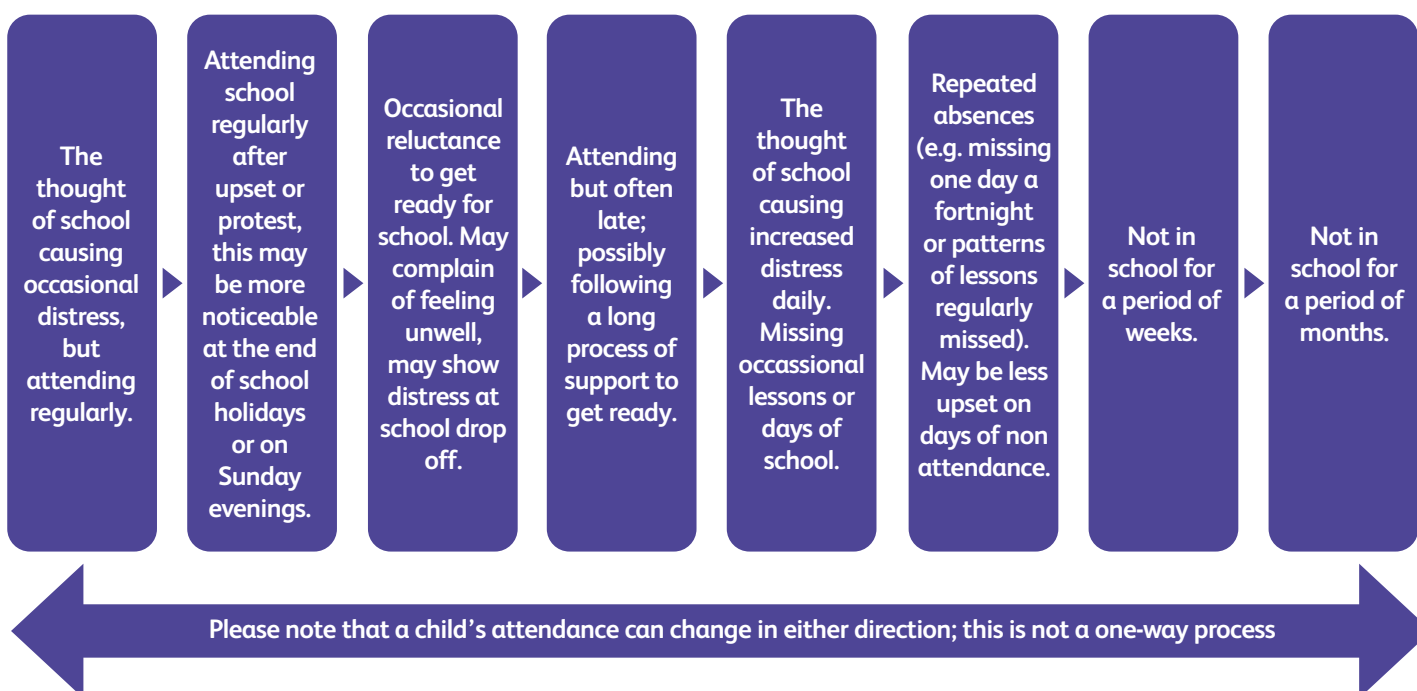 The
thought
of school
causing
occasional
distress,
but
attending
regularly.
Attending
school
regularly
after
upset or
protest,
this may
be more
noticeable
at the end
of school
holidays
or on
Sunday
evenings.
Occasional
reluctance
to get
ready for
school. May
complain
of feeling
unwell,
may show
distress at
school drop
off.
Attending
but often
late;
possibly
following
a long
process of
support to
get ready.
The
thought
of school
causing
increased
distress
daily.
Missing
occassional
lessons or
days of
school.
Repeated
absences
(e.g. missing
one day a
fortnight
or patterns
of lessons
regularly
missed).
May be less
upset on
days of non
attendance.
Not in
school for
a period of
weeks.
Not in
school for
a period of
months.
Please note that a child’s attendance can change in either direction; this is not a one-way process